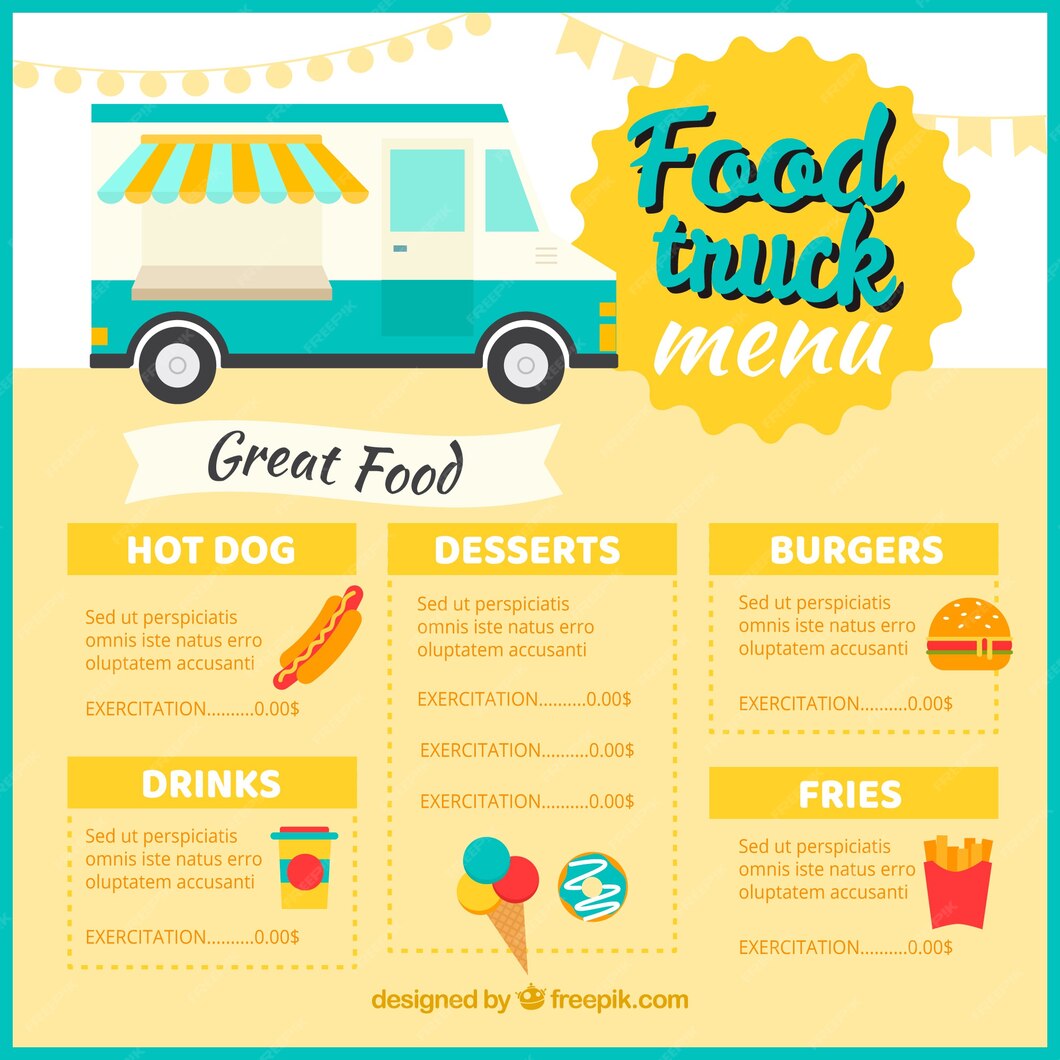 Food
truck
menu
Great Food
HOT DOG
Sed ut perspiciatis
omnis iste natus erro
oluptatem accusanti
EXERCITATION..........0.00$
DRINKS
Sed ut perspiciatis
omnis iste natus erro
oluptatem accusanti
EXERCITATION..........0.00$
DESSERTS
Sed ut perspiciatis
omnis iste natus erro
oluptatem accusanti
EXERCITATION..........0.00$
EXERCITATION..........0.00$
EXERCITATION..........0.00$
BURGERS
Sed ut perspiciatis
omnis iste natus erro
oluptatem accusanti
EXERCITATION..........0.00$
FRIES
Sed ut perspiciatis
omnis iste natus erro
oluptatem accusanti
EXERCITATION..........0.00$
designed by freepik.com